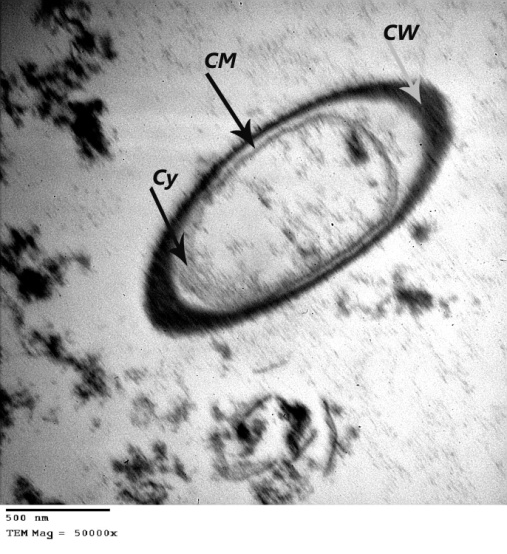 CW
CM
Cy
500 nm
TEM Mag = 50000x